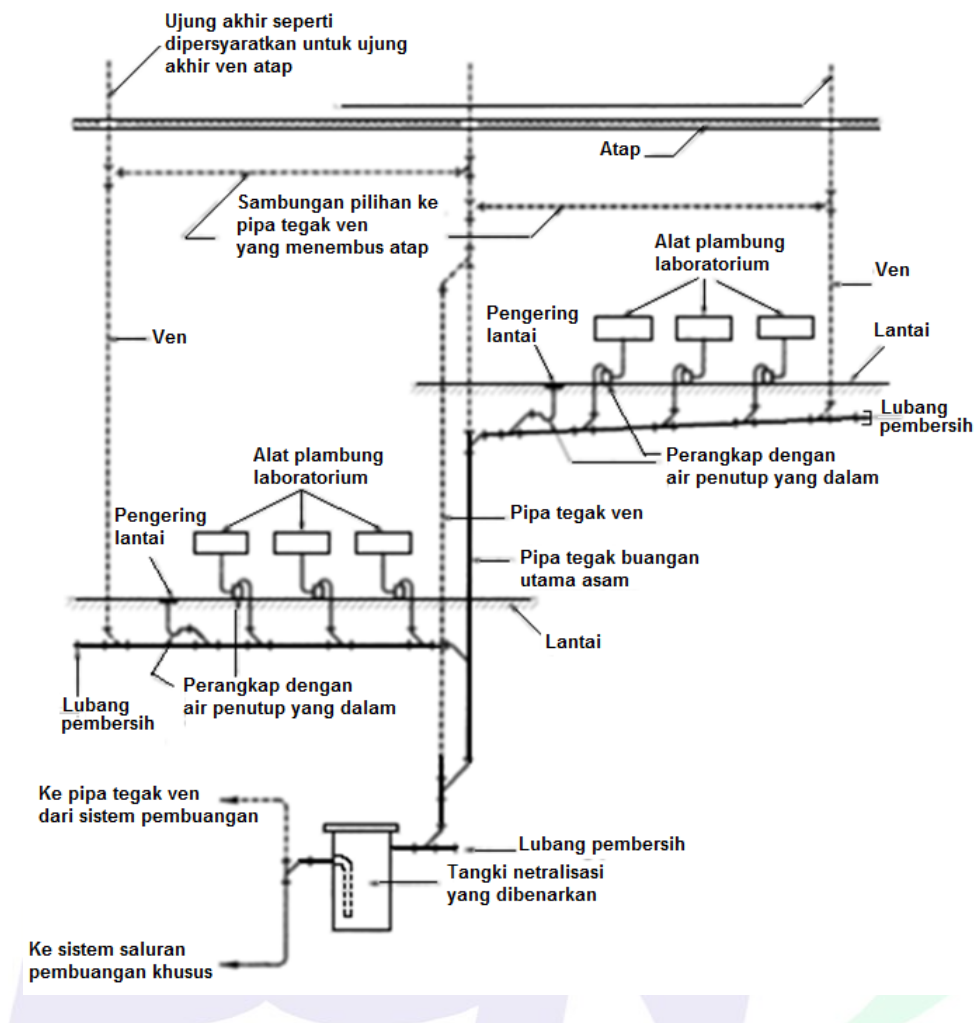 Ujung akhir seperti
dipersyaratkan untuk ujung
akhir ven atap
Atap
Sambungan pilihan ke
pipa tegak ven
yang menembus atap
Alat plambung
laboratorium
Ven
Pengering
lantai
Lantai
Ven
Lubang
pembersih
Perangkap dengan
air penutup yang dalam
Alat plambung
laboratorium
Pengering
lantai
Pipa tegak ven
Pipa tegak buangan
utama asam
Lantai
Perangkap dengan
air penutup yang dalam
Lubang
pembersih
Ke pipa tegak ven
dari sistem pembuangan
Lubang pembersih
Tangki netralisasi
yang dibenarkan
Ke sistem saluran
pembuangan khusus